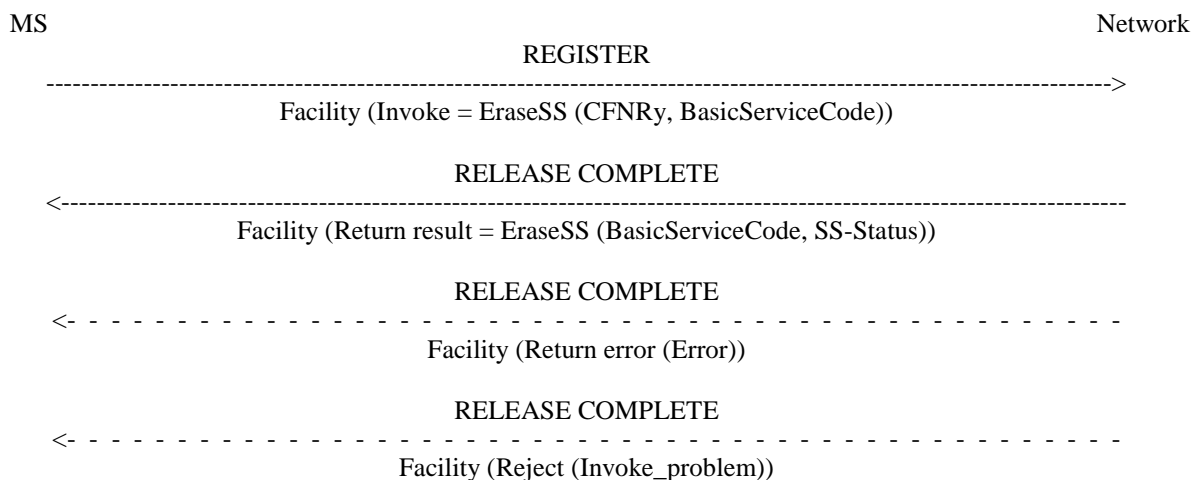 MS Network
REGISTER
------------------------------------------------------------------------------------------------------------------------>
Facility (Invoke = EraseSS (CFNRy, BasicServiceCode))
RELEASE COMPLETE
<------------------------------------------------------------------------------------------------------------------------
Facility (Return result = EraseSS (BasicServiceCode, SS-Status))
RELEASE COMPLETE
<- - - - - - - - - - - - - - - - - - - - - - - - - - - - - - - - - - - - - - - - - - - - - - - -
Facility (Return error (Error))
RELEASE COMPLETE
<- - - - - - - - - - - - - - - - - - - - - - - - - - - - - - - - - - - - - - - - - - - - - - - -
Facility (Reject (Invoke_problem))